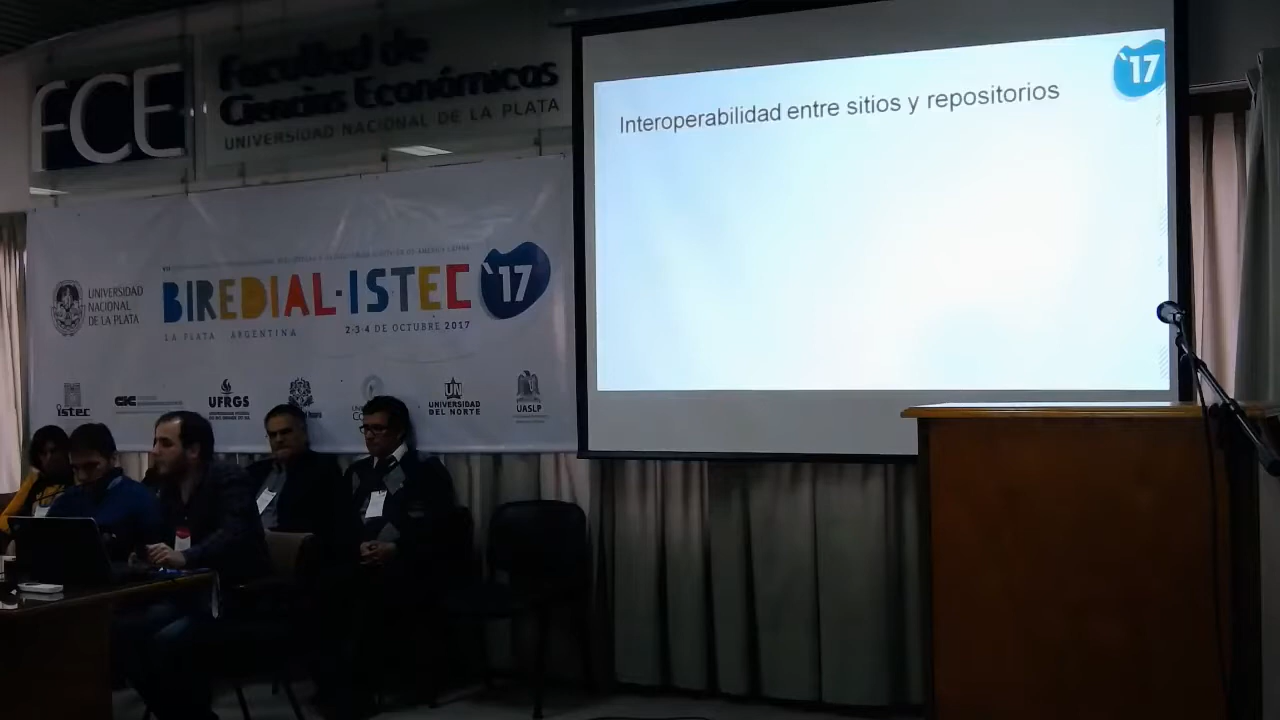 FCE
Facultad de
Ciencias Económicas
UNIVERSIDAD NACIONAL DE LA PLATA
Interoperabilidad entre sitios y repositorios
'17
UNIVERSIDAD
NACIONAL
DE LA PLATA
BIREDIAL-ISTEC '17
LA PLATA ARGENTINA
2·3·4 DE OCTUBRE 2017
istec
CIC
UFRGS
UNIVERSIDAD
DEL NORTE
UASLP